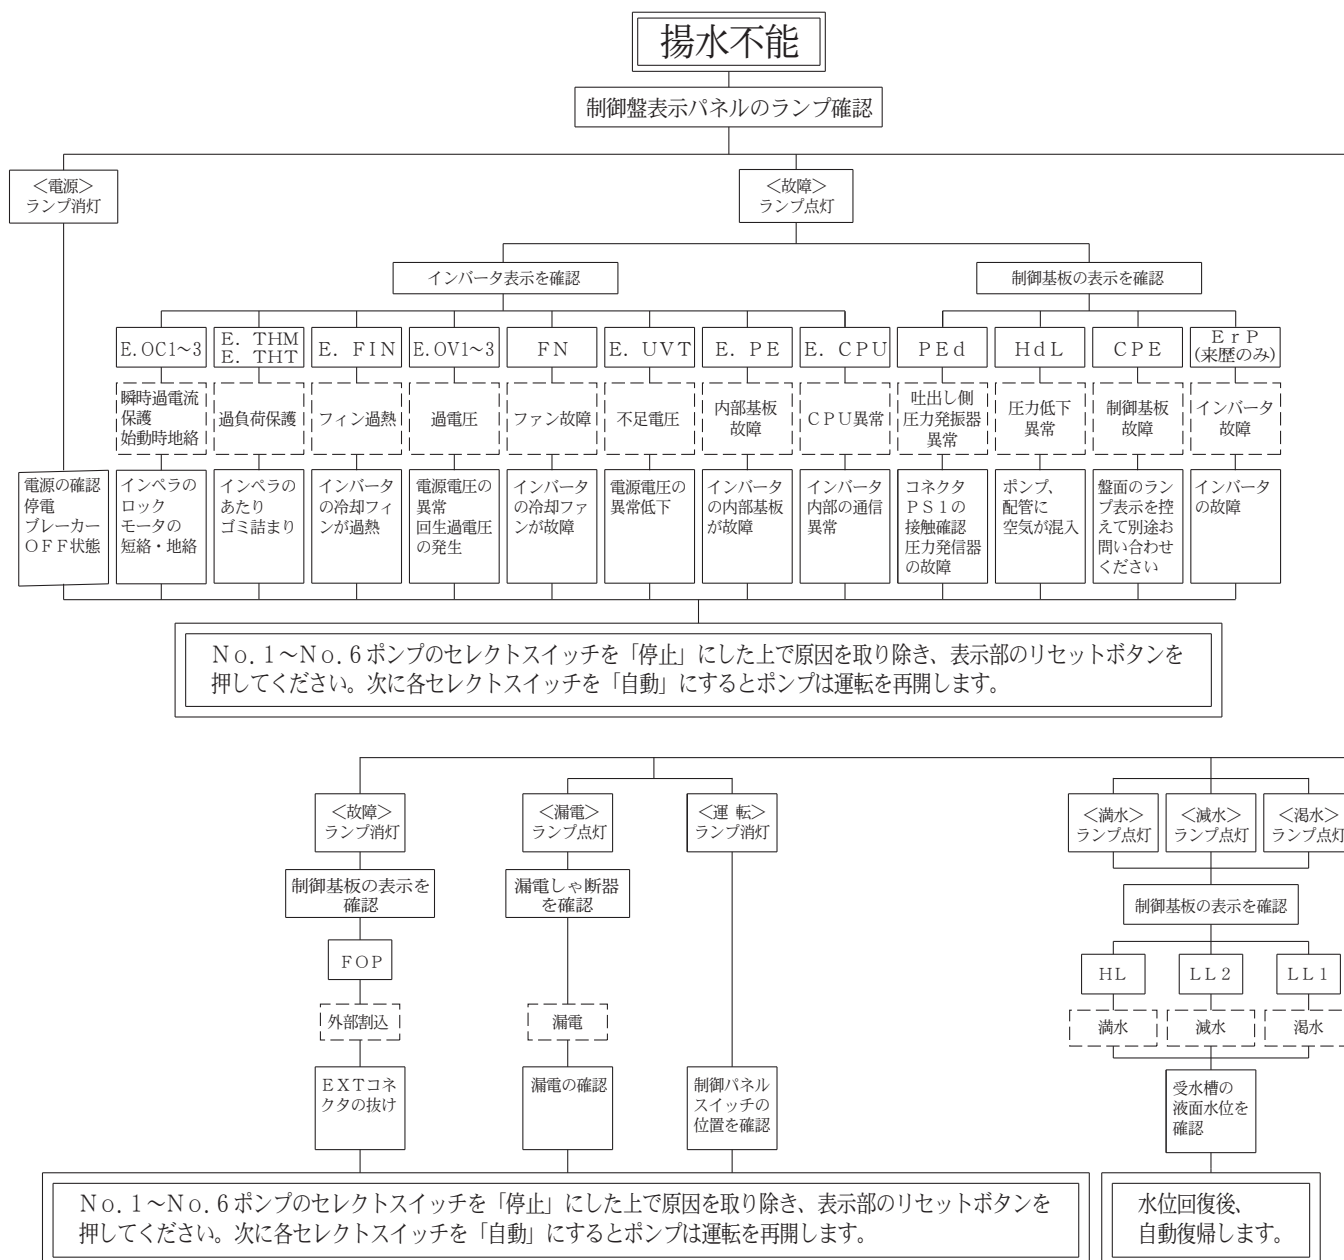 揚水不能
制御盤表示パネルのランプ確認
＜電源＞
ランプ消灯
＜故障＞
ランプ点灯
インバータ表示を確認
制御基板の表示を確認
E.OC1～3
E. THM
E. THT
E. FIN
E.OV1～3
FN
E. UVT
E. PE
E. CPU
PEd
HdL
CPE
ErP
(来歴のみ)
瞬時過電流
保護
始動時地絡
過負荷保護
フィン過熱
過電圧
ファン故障
不足電圧
内部基板
故障
CPU異常
吐出し側
圧力発振器
異常
圧力低下
異常
制御基板
故障
インバータ
故障
電源の確認
停電
ブレーカー
OFF状態
インペラの
ロック
モータの
短絡・地絡
インペラの
あたり
ゴミ詰まり
インバータ
の冷却フィ
ンが過熱
電源電圧の
異常
回生過電圧
の発生
インバータ
の冷却ファ
ンが故障
電源電圧の
異常低下
インバータ
の内部基板
が故障
インバータ
内部の通信
異常
コネクタ
PS1の
接触確認
圧力発信器
の故障
ポンプ、
配管に
空気が混入
盤面のラン
プ表示を控
えて別途お
問い合わせ
ください
インバータ
の故障
No.1～No.6ポンプのセレクトスイッチを「停止」にした上で原因を取り除き、表示部のリセットボタンを
押してください。次に各セレクトスイッチを「自動」にするとポンプは運転を再開します。
＜故障＞
ランプ消灯
＜漏電＞
ランプ点灯
＜運 転＞
ランプ消灯
＜満水＞
ランプ点灯
＜減水＞
ランプ点灯
＜渇水＞
ランプ点灯
制御基板の表示を
確認
漏電しゃ断器
を確認
制御基板の表示を確認
FOP
HL
LL2
LL1
外部割込
漏電
満水
減水
渇水
EXTコネ
クタの抜け
漏電の確認
制御パネル
スイッチの
位置を確認
受水槽の
液面水位を
確認
No.1～No.6ポンプのセレクトスイッチを「停止」にした上で原因を取り除き、表示部のリセットボタンを
押してください。次に各セレクトスイッチを「自動」にするとポンプは運転を再開します。
水位回復後、
自動復帰します。